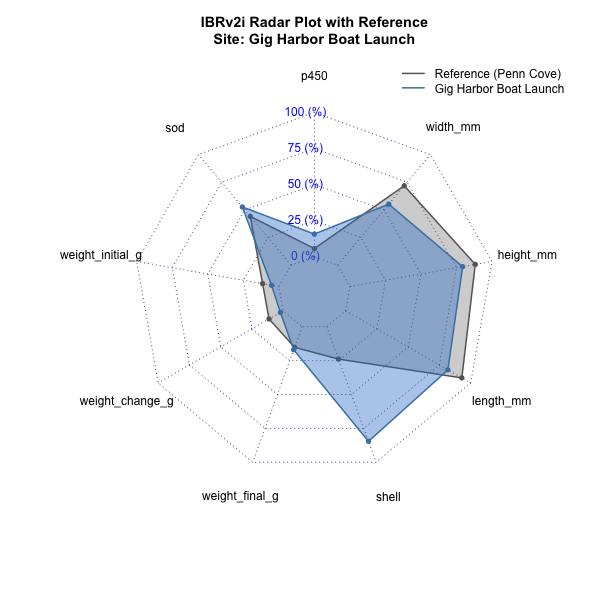 IBRv2i Radar Plot with Reference
Site: Gig Harbor Boat Launch
Reference (Penn Cove)
Gig Harbor Boat Launch
p450
100 (%)
sod
width_mm
75 (%)
50 (%)
25 (%)
0 (%)
weight_initial_g
height_mm
weight_change_g
length_mm
weight_final_g
shell